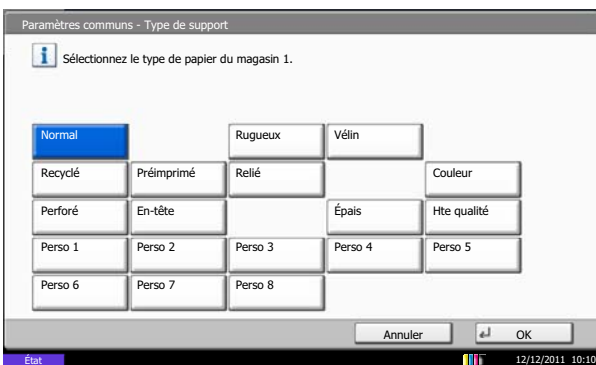 Paramètres communs - Type de support
Sélectionnez le type de papier du magasin 1.
Normal Rugueux Vélin
Recyclé Préimprimé Relié Couleur
Perforé En-tête Épais Hte qualité
Perso 1 Perso 2 Perso 3 Perso 4 Perso 5
Perso 6 Perso 7 Perso 8
Annuler OK
État 12/12/2011 10:10